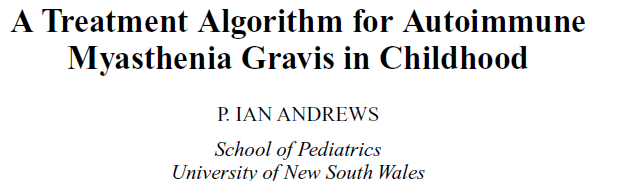 A Treatment Algorithm for Autoimmune
Myasthenia Gravis in Childhood
P. IAN ANDREWS
School of Pediatrics
University of New South Wales